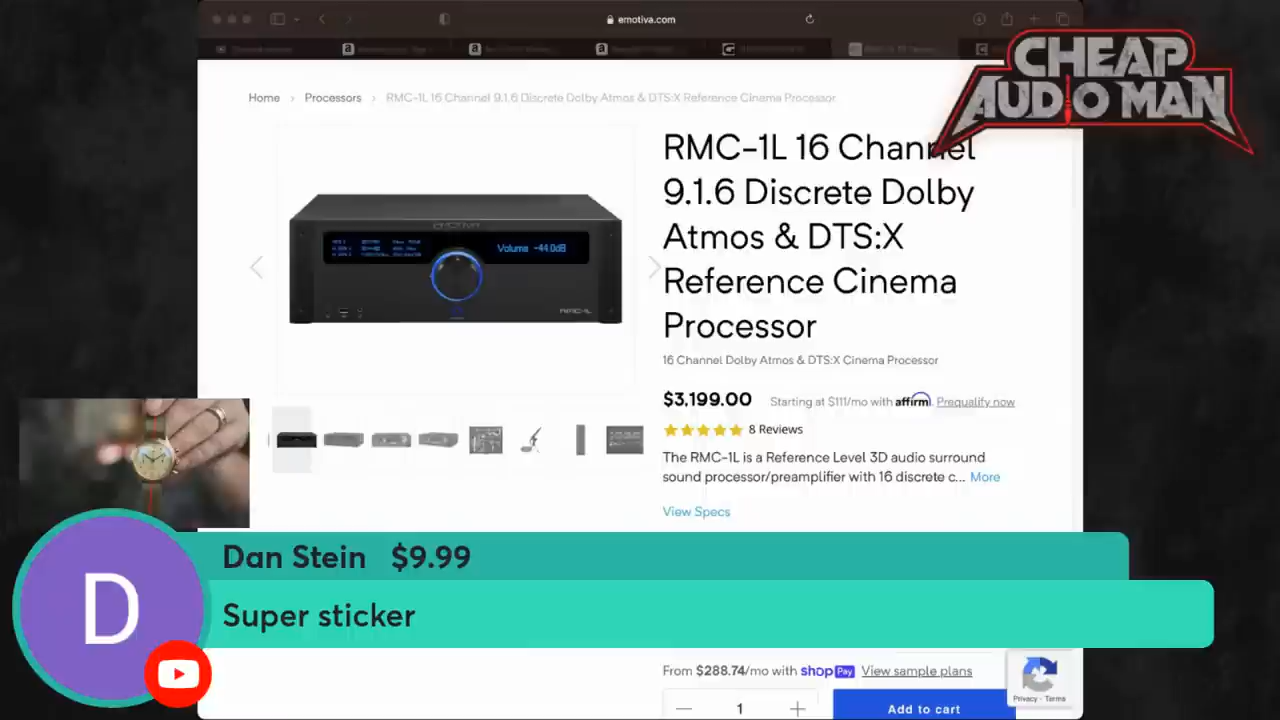 emotiva.com
CHEAP
AUDIO MAN
Home > Processors > RMC-1L 16 Channel 9.1.6 Discrete Dolby Atmos & DTS:X Reference Cinema Processor
RMC-1L 16 Channel
9.1.6 Discrete Dolby
Atmos & DTS:X
Reference Cinema
Processor
EMOTIVA
Volume -44.0dB
RMC-1L
16 Channel Dolby Atmos & DTS:X Cinema Processor
$3,199.00 Starting at $111/mo with affirm. Prequalify now
8 Reviews
The RMC-1L is a Reference Level 3D audio surround
sound processor/preamplifier with 16 discrete c... More
View Specs
Dan Stein $9.99
D
Super sticker
From $288.74/mo with shop Pay View sample plans
Privacy - Terms
1
Add to cart